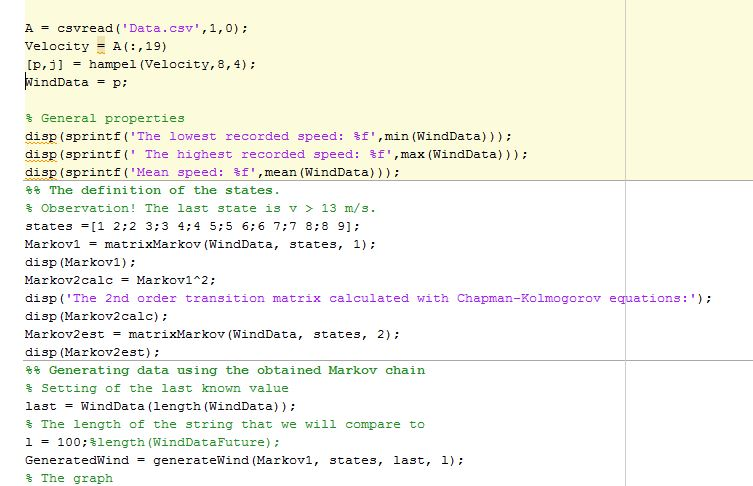 A = csvread('Data.csv',1,0);
Velocity = A(:,19)
[p,j] = hampel(Velocity,8,4);
WindData = p;
% General properties
disp(sprintf('The lowest recorded speed: %f',min(WindData)));
disp(sprintf(' The highest recorded speed: %f',max(WindData)));
disp(sprintf('Mean speed: %f',mean(WindData)));
%% The definition of the states.
% Observation! The last state is v > 13 m/s.
states =[1 2;2 3;3 4;4 5;5 6;6 7;7 8;8 9];
Markov1 = matrixMarkov(WindData, states, 1);
disp(Markov1);
Markov2calc = Markov1^2;
disp('The 2nd order transition matrix calculated with Chapman-Kolmogorov equations:');
disp(Markov2calc);
Markov2est = matrixMarkov(WindData, states, 2);
disp(Markov2est);
%% Generating data using the obtained Markov chain
% Setting of the last known value
last = WindData(length(WindData));
% The length of the string that we will compare to
l = 100;%length(WindDataFuture);
GeneratedWind = generateWind(Markov1, states, last, l);
% The graph